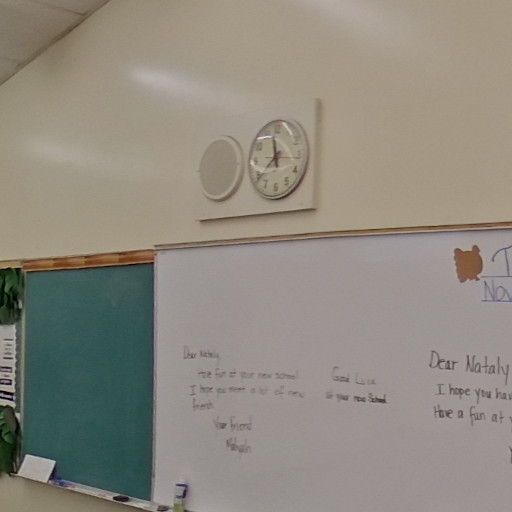 Dear Nataly,
Have fun at your new school
I hope you meet a lot of new
friends
Your friend
Good Luck
at your new School
T
Nov
Dear Nataly
I hope you hav
Have a fun at y